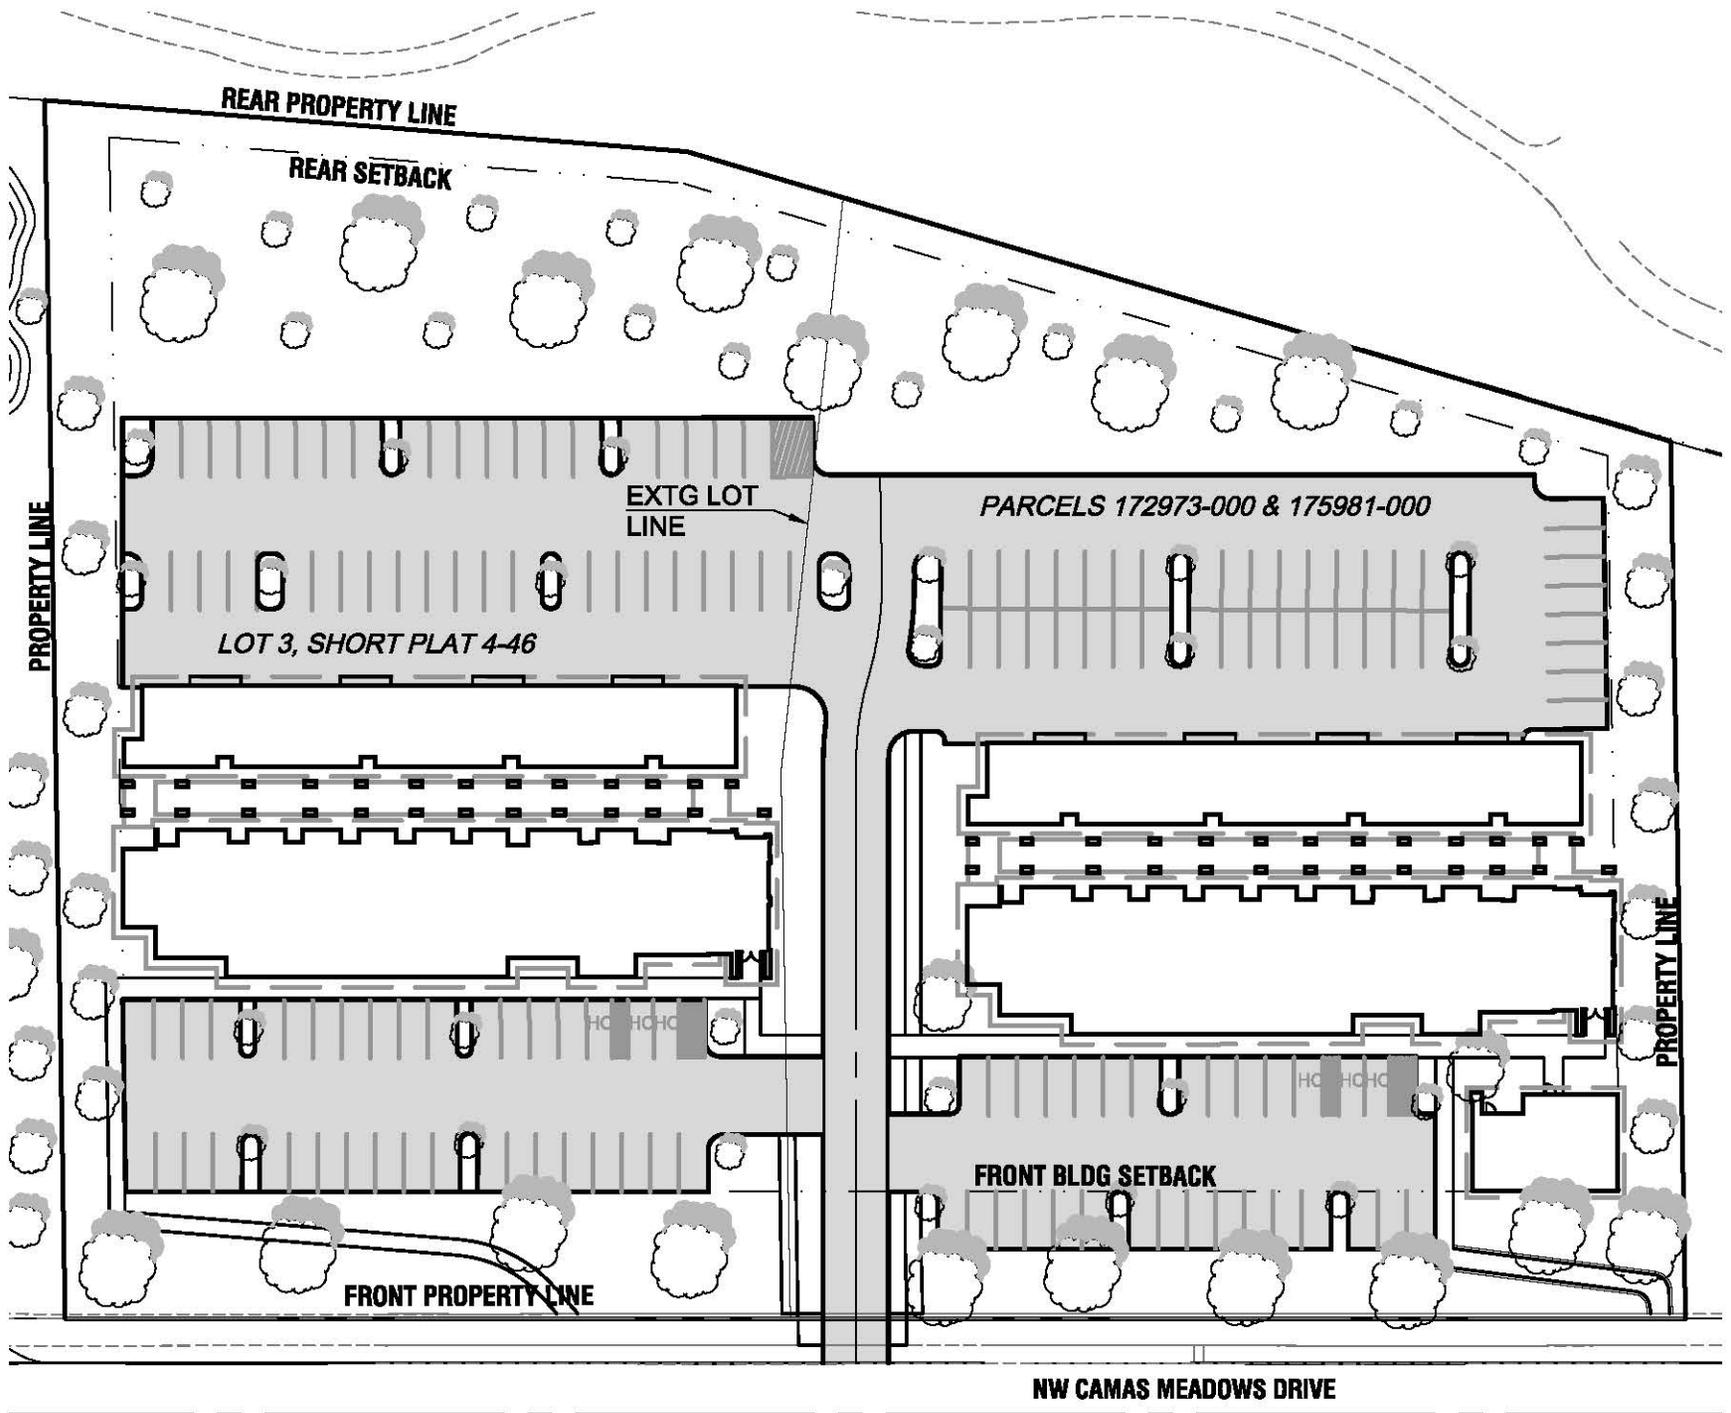 REAR PROPERTY LINE
REAR SETBACK
EXTG LOT
LINE
PARCELS 172973-000 & 175981-000
PROPERTY LINE
LOT 3, SHORT PLAT 4-46
PROPERTY LINE
HC HC HC
HC HC HC
FRONT BLDG SETBACK
FRONT PROPERTY LINE
NW CAMAS MEADOWS DRIVE